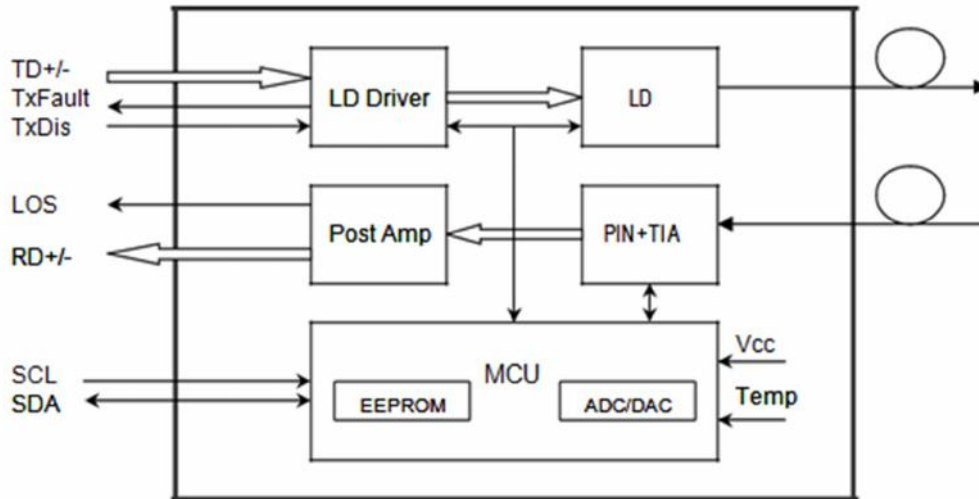 TD+/-
TxFault
TxDis
LD Driver
LD
LOS
RD+/-
Post Amp
PIN+TIA
SCL
SDA
MCU
EEPROM
ADC/DAC
Vcc
Temp